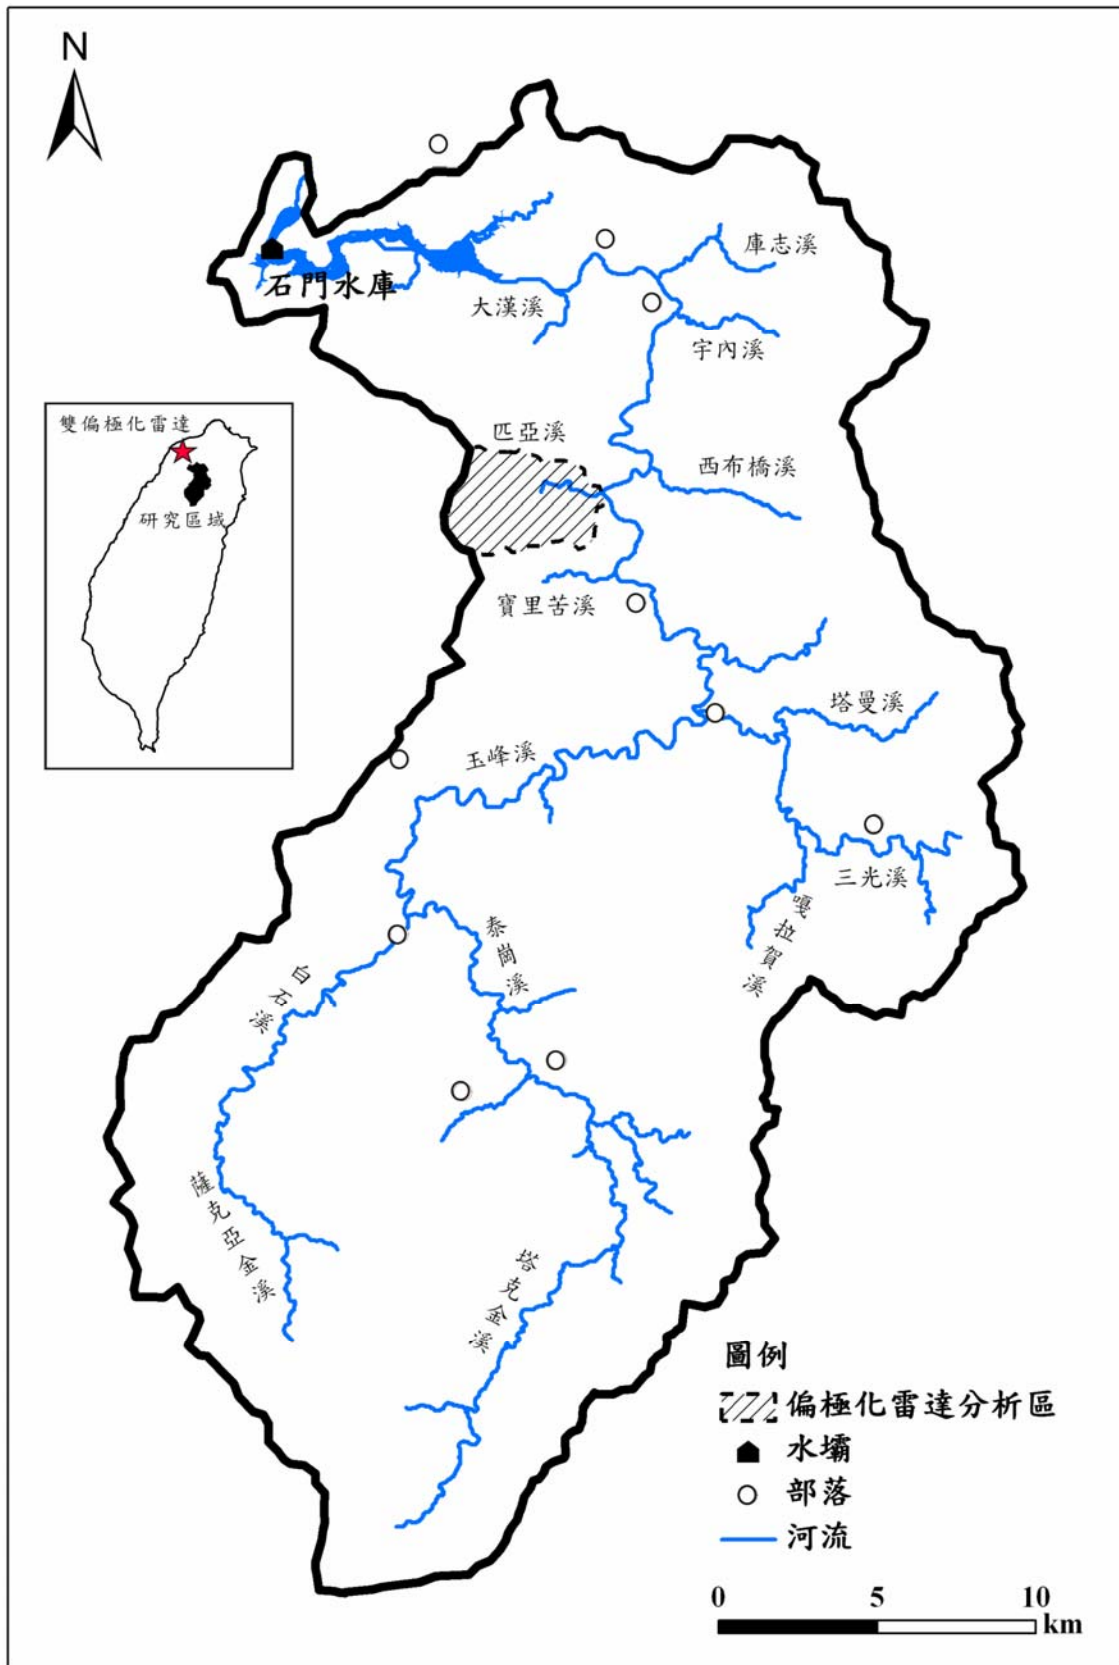 N
庫志溪
石門水庫
大漢溪
宇內溪
雙偏極化雷達
匹亞溪
西布橋溪
研究區域
寶里苦溪
塔曼溪
玉峰溪
三光溪
嘎拉賀溪
泰崗溪
白石溪
薩克亞金溪
塔克金溪
圖例
偏極化雷達分析區
水壩
部落
河流
0 5 10
km